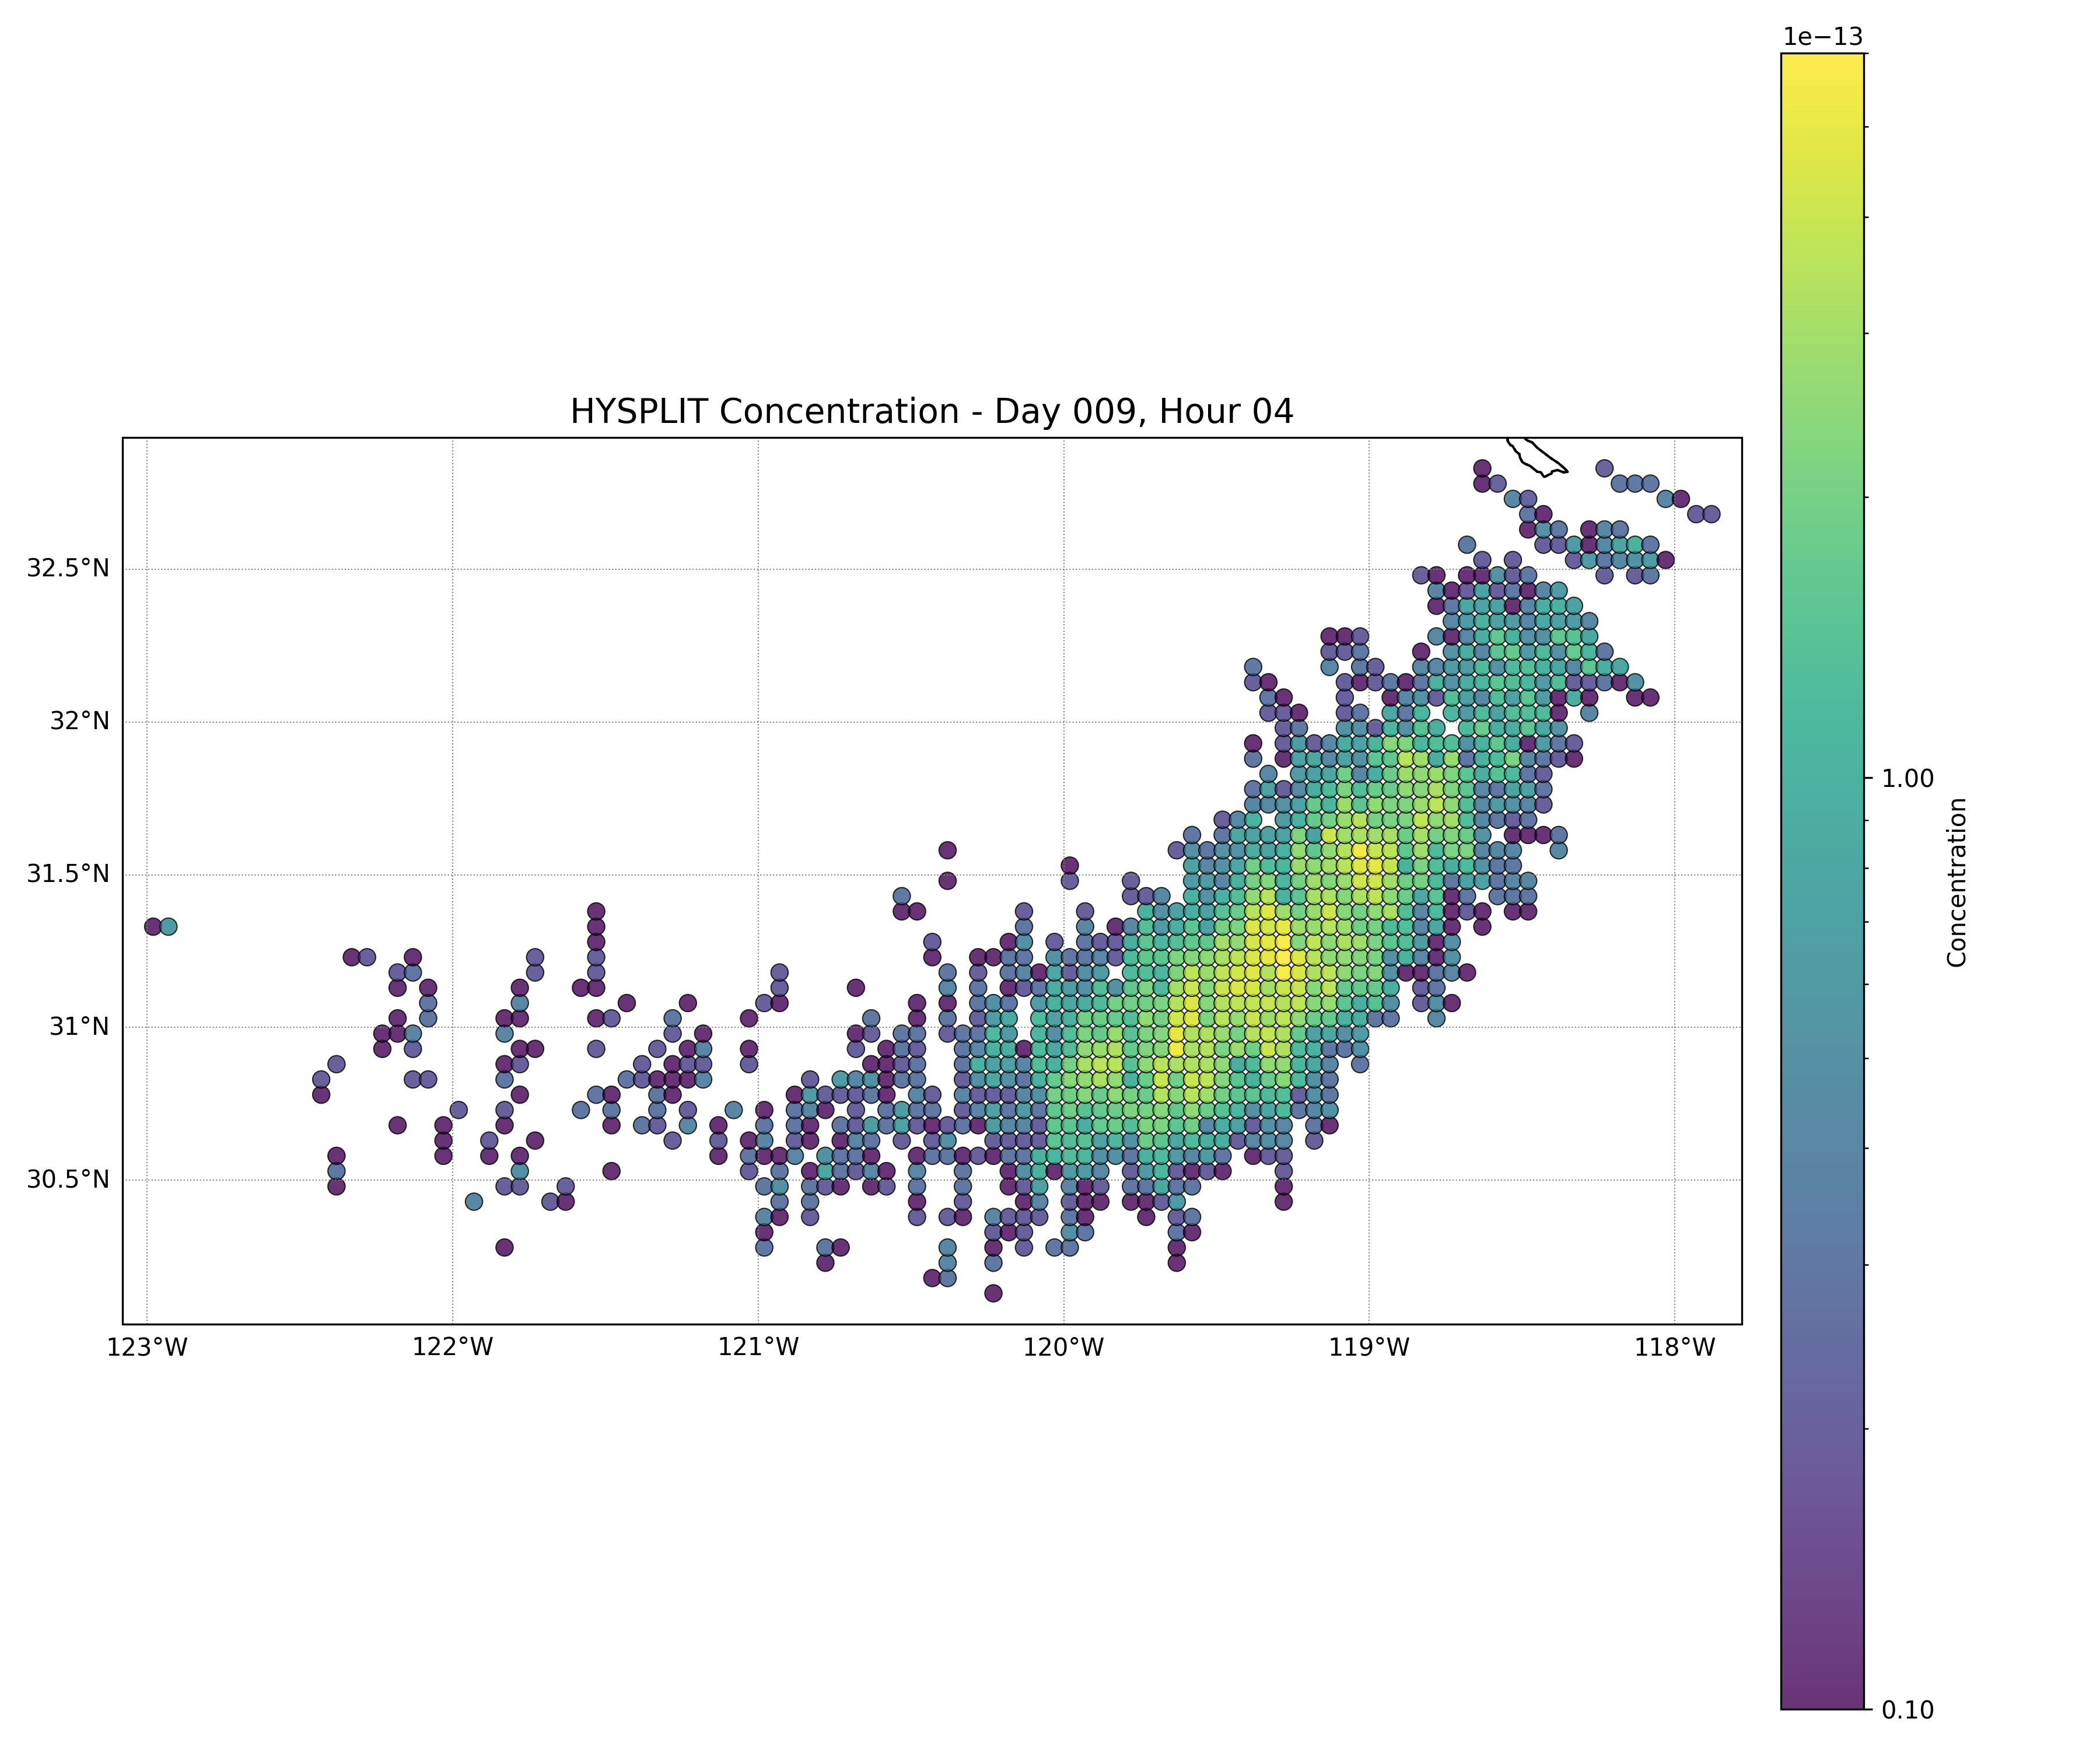 1e−13
HYSPLIT Concentration - Day 009, Hour 04
32.5°N
32°N
31.5°N
31°N
30.5°N
123°W
122°W
121°W
120°W
119°W
118°W
1.00
0.10
Concentration